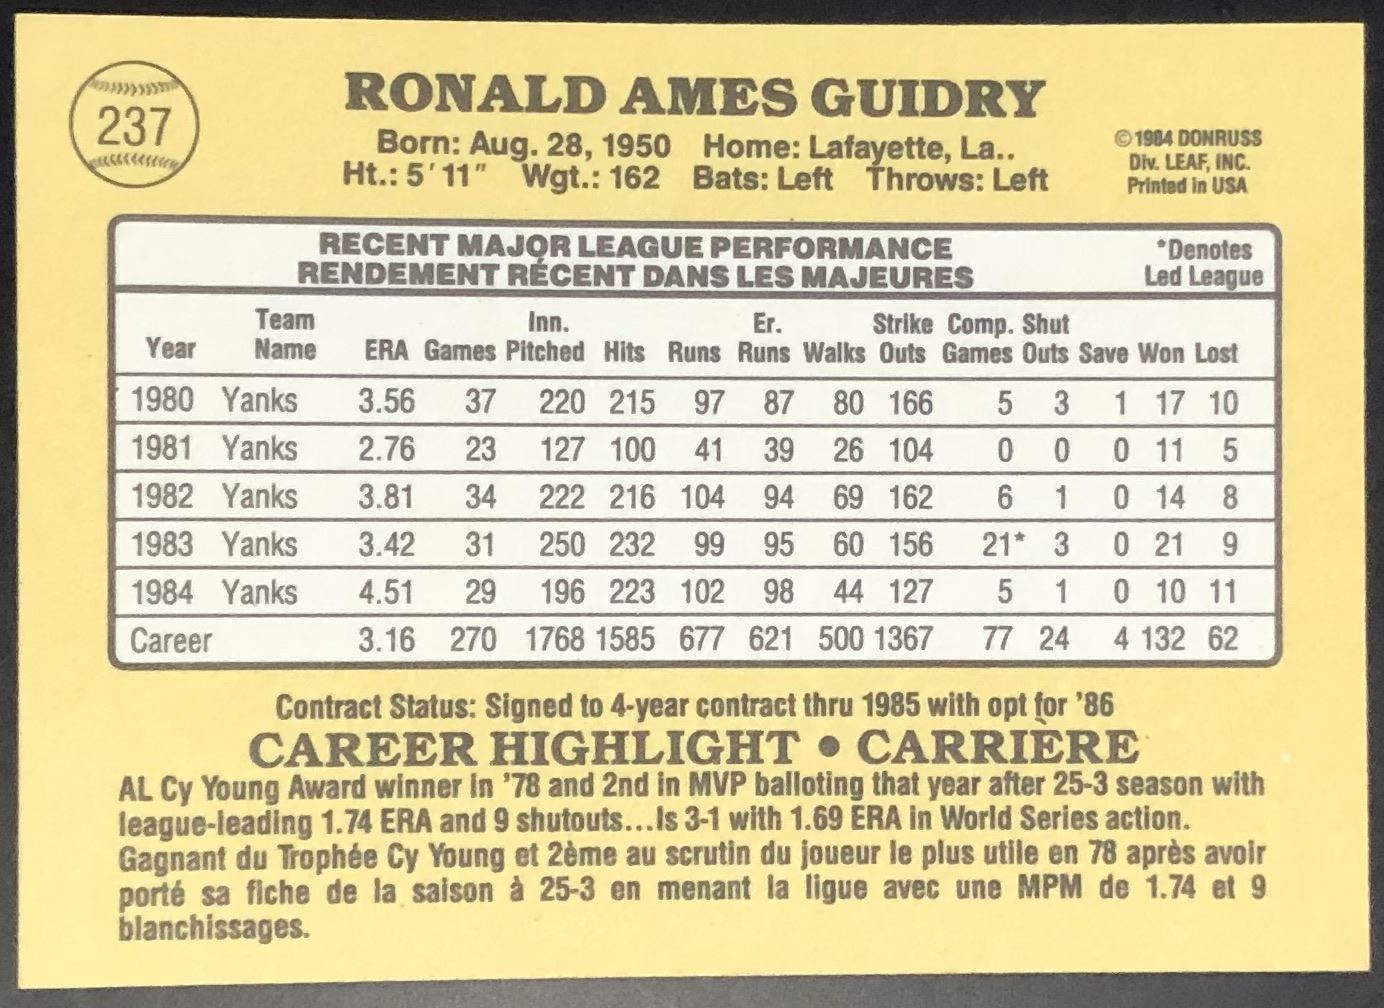 237
RONALD AMES GUIDRY
Born: Aug. 28, 1950 Home: Lafayette, La..
Ht.: 5'11" Wgt.: 162 Bats: Left Throws: Left
©1984 DONRUSS
Div. LEAF, INC.
Printed in USA
RECENT MAJOR LEAGUE PERFORMANCE
RENDEMENT RÉCENT DANS LES MAJEURES
*Denotes
Led League
Year Team Name ERA Games Inn. Pitched Hits Runs Er. Runs Walks Strike Outs Comp. Games Shut Outs Save Won Lost
1980 Yanks 3.56 37 220 215 97 87 80 166 5 3 1 17 10
1981 Yanks 2.76 23 127 100 41 39 26 104 0 0 0 11 5
1982 Yanks 3.81 34 222 216 104 94 69 162 6 1 0 14 8
1983 Yanks 3.42 31 250 232 99 95 60 156 21* 3 0 21 9
1984 Yanks 4.51 29 196 223 102 98 44 127 5 1 0 10 11
Career 3.16 270 1768 1585 677 621 500 1367 77 24 4 132 62
Contract Status: Signed to 4-year contract thru 1985 with opt for '86
CAREER HIGHLIGHT • CARRIÈRE
AL Cy Young Award winner in '78 and 2nd in MVP balloting that year after 25-3 season with
league-leading 1.74 ERA and 9 shutouts...Is 3-1 with 1.69 ERA in World Series action.
Gagnant du Trophée Cy Young et 2ème au scrutin du joueur le plus utile en 78 après avoir
porté sa fiche de la saison à 25-3 en menant la ligue avec une MPM de 1.74 et 9
blanchissages.